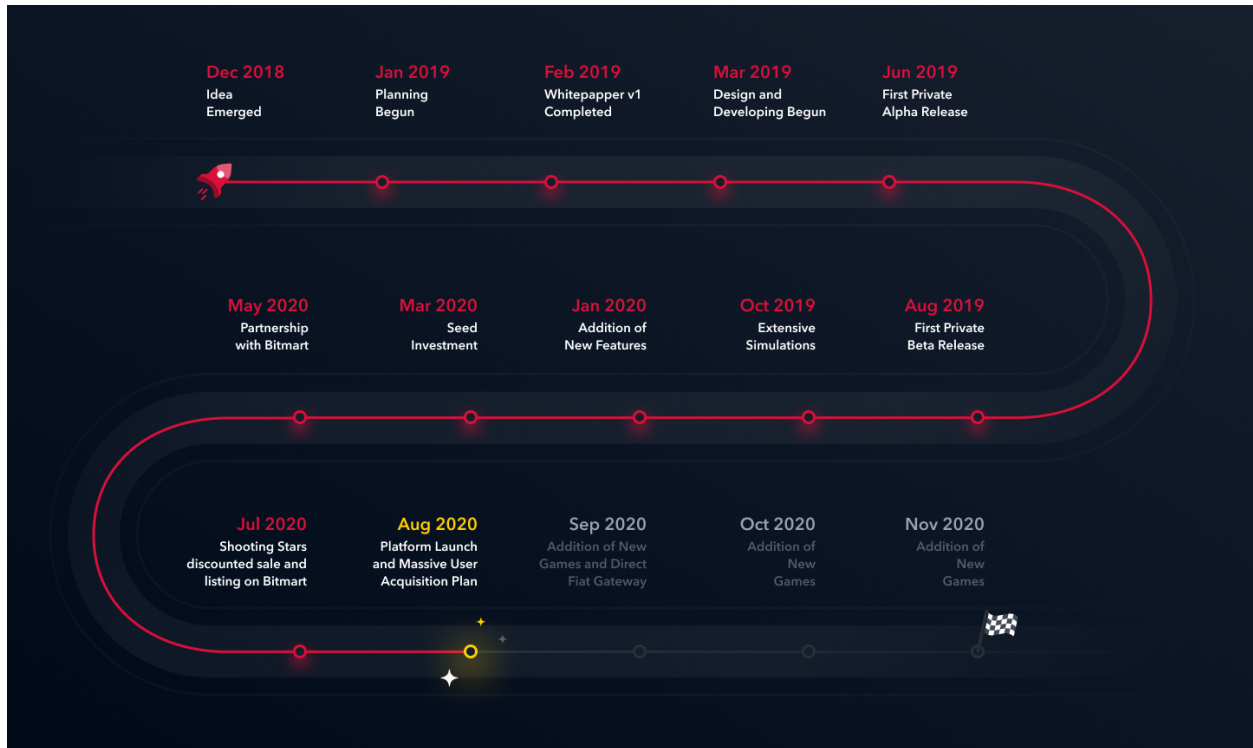 Dec 2018
Idea
Emerged
Jan 2019
Planning
Begun
Feb 2019
Whitepapper v1
Completed
Mar 2019
Design and
Developing Begun
Jun 2019
First Private
Alpha Release
May 2020
Partnership
with Bitmart
Mar 2020
Seed
Investment
Jan 2020
Addition of
New Features
Oct 2019
Extensive
Simulations
Aug 2019
First Private
Beta Release
Jul 2020
Shooting Stars
discounted sale and
listing on Bitmart
Aug 2020
Platform Launch
and Massive User
Acquisition Plan
Sep 2020
Addition of New
Games and Direct
Fiat Gateway
Oct 2020
Addition of
New
Games
Nov 2020
Addition of
New
Games